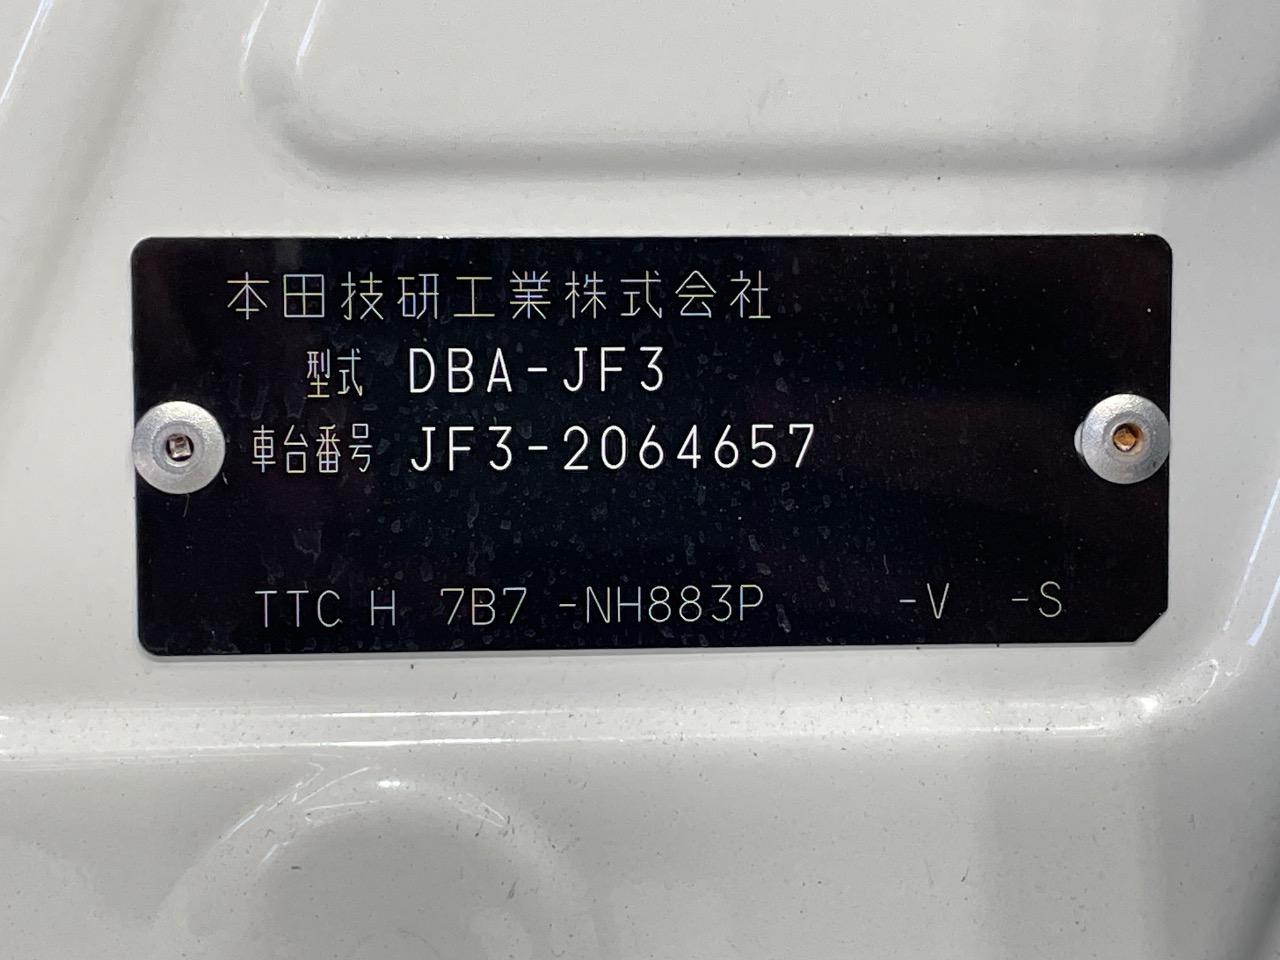 本田技研工業株式会社
型式 DBA-JF3
車台番号 JF3-2064657
TTC H 7B7 -NH883P -V -S